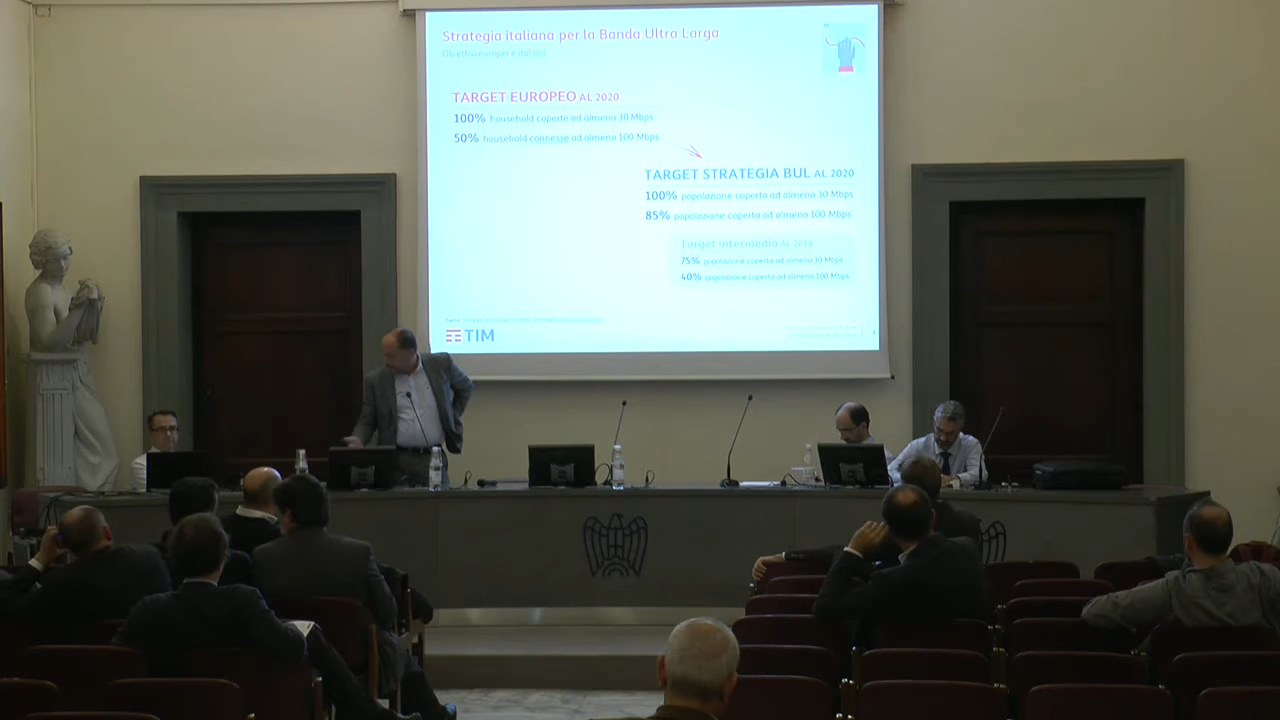 Strategia italiana per la Banda Ultra Larga
Obiettivi europei e italiani
TARGET EUROPEO AL 2020
100% household coperte ad almeno 30 Mbps
50% household connesse ad almeno 100 Mbps
TARGET STRATEGIA BUL AL 2020
100% popolazione coperta ad almeno 30 Mbps
85% popolazione coperta ad almeno 100 Mbps
Target intermedio AL
75% popolazione coperta ad almeno 30 Mbps
40% popolazione coperta ad almeno 100 Mbps
TIM